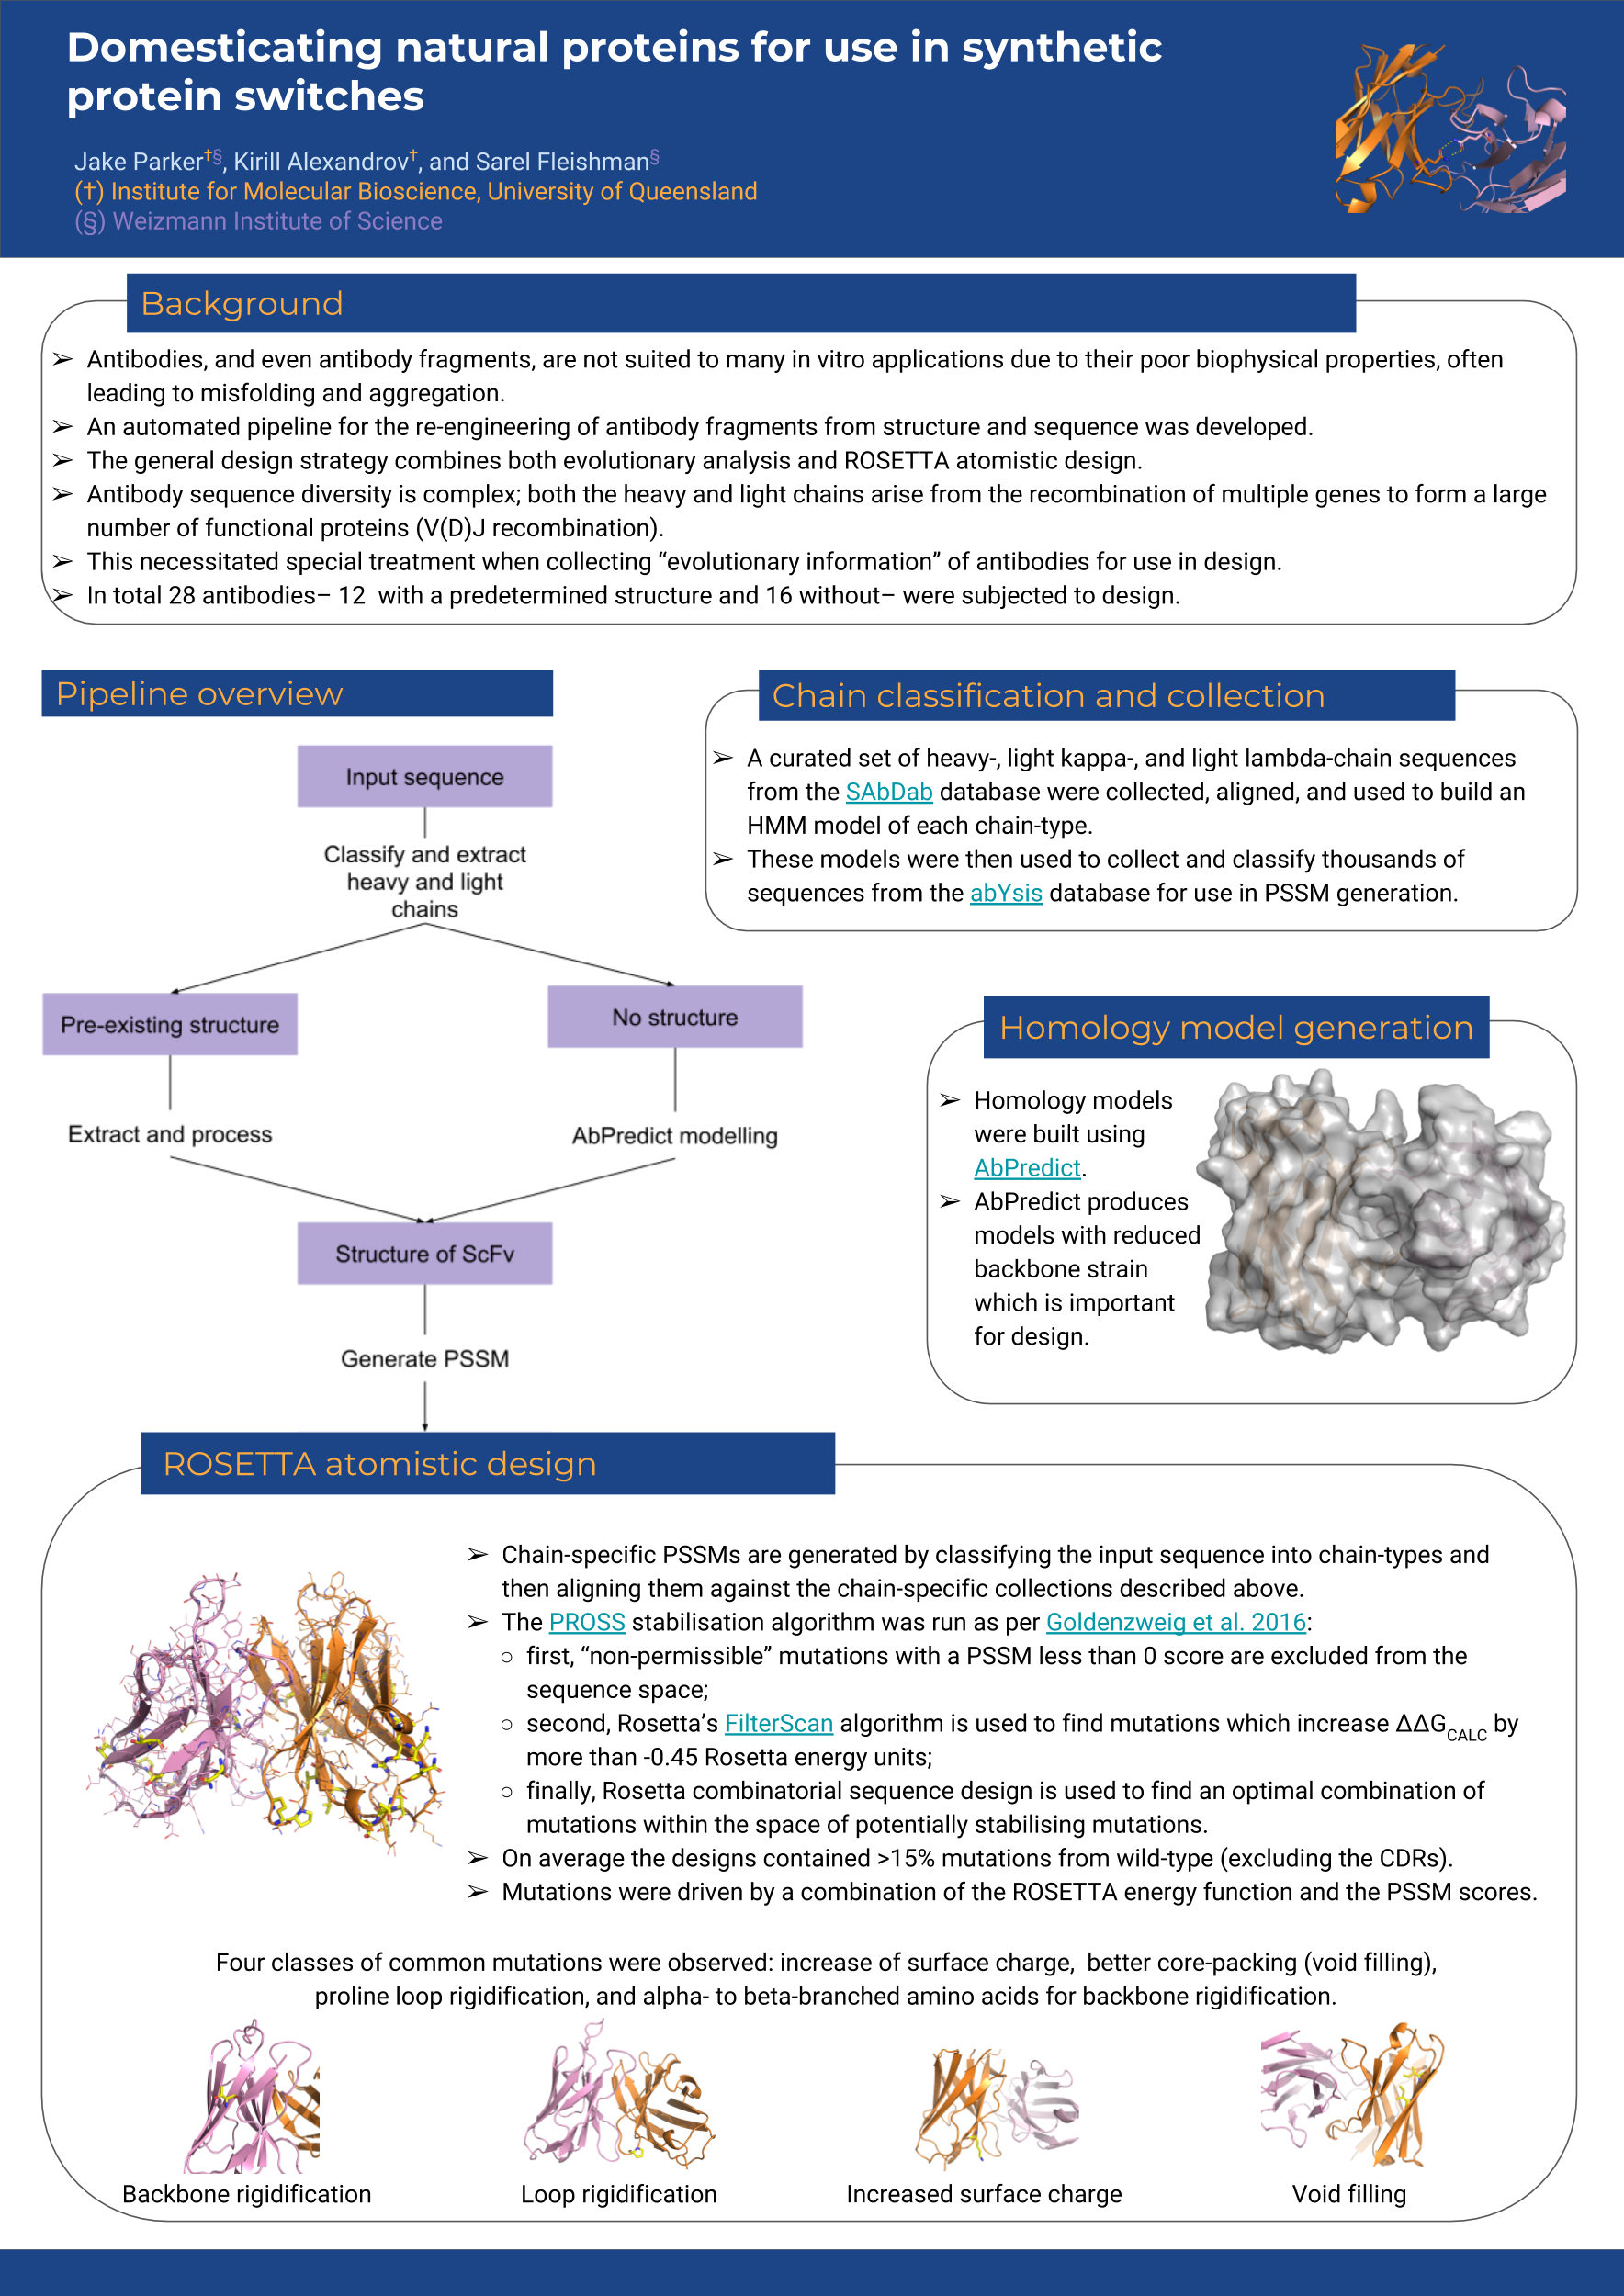 Domesticating natural proteins for use in synthetic
protein switches
Jake Parker†§, Kirill Alexandrov†, and Sarel Fleishman§
(†) Institute for Molecular Bioscience, University of Queensland
(§) Weizmann Institute of Science
Background
➢ Antibodies, and even antibody fragments, are not suited to many in vitro applications due to their poor biophysical properties, often
leading to misfolding and aggregation.
➢ An automated pipeline for the re-engineering of antibody fragments from structure and sequence was developed.
➢ The general design strategy combines both evolutionary analysis and ROSETTA atomistic design.
➢ Antibody sequence diversity is complex; both the heavy and light chains arise from the recombination of multiple genes to form a large
number of functional proteins (V(D)J recombination).
➢ This necessitated special treatment when collecting “evolutionary information” of antibodies for use in design.
➢ In total 28 antibodies– 12 with a predetermined structure and 16 without– were subjected to design.
Pipeline overview
Input sequence
Classify and extract
heavy and light
chains
Pre-existing structure
No structure
Extract and process
AbPredict modelling
Structure of ScFv
Generate PSSM
Chain classification and collection
➢ A curated set of heavy-, light kappa-, and light lambda-chain sequences
from the SAbDab database were collected, aligned, and used to build an
HMM model of each chain-type.
➢ These models were then used to collect and classify thousands of
sequences from the abYsis database for use in PSSM generation.
Homology model generation
➢ Homology models
were built using
AbPredict.
➢ AbPredict produces
models with reduced
backbone strain
which is important
for design.
ROSETTA atomistic design
➢ Chain-specific PSSMs are generated by classifying the input sequence into chain-types and
then aligning them against the chain-specific collections described above.
➢ The PROSS stabilisation algorithm was run as per Goldenzweig et al. 2016:
○ first, “non-permissible” mutations with a PSSM less than 0 score are excluded from the
sequence space;
○ second, Rosetta’s FilterScan algorithm is used to find mutations which increase ΔΔGCALC by
more than -0.45 Rosetta energy units;
○ finally, Rosetta combinatorial sequence design is used to find an optimal combination of
mutations within the space of potentially stabilising mutations.
➢ On average the designs contained >15% mutations from wild-type (excluding the CDRs).
➢ Mutations were driven by a combination of the ROSETTA energy function and the PSSM scores.
Four classes of common mutations were observed: increase of surface charge, better core-packing (void filling),
proline loop rigidification, and alpha- to beta-branched amino acids for backbone rigidification.
Backbone rigidification
Loop rigidification
Increased surface charge
Void filling